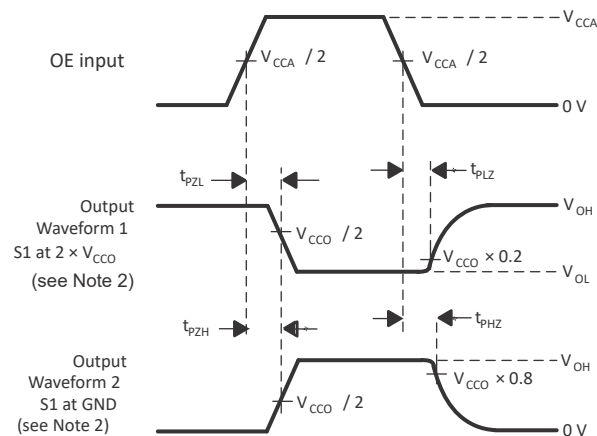 V_CCA
OE input
V_CCA / 2
V_CCA / 2
0 V
t_PZL
t_PLZ
Output
Waveform 1
S1 at 2 × V_CCO
(see Note 2)
V_OH
V_CCO / 2
V_CCO × 0.2
V_OL
t_PZH
t_PHZ
Output
Waveform 2
S1 at GND
(see Note 2)
V_OH
V_CCO × 0.8
V_CCO / 2
0 V